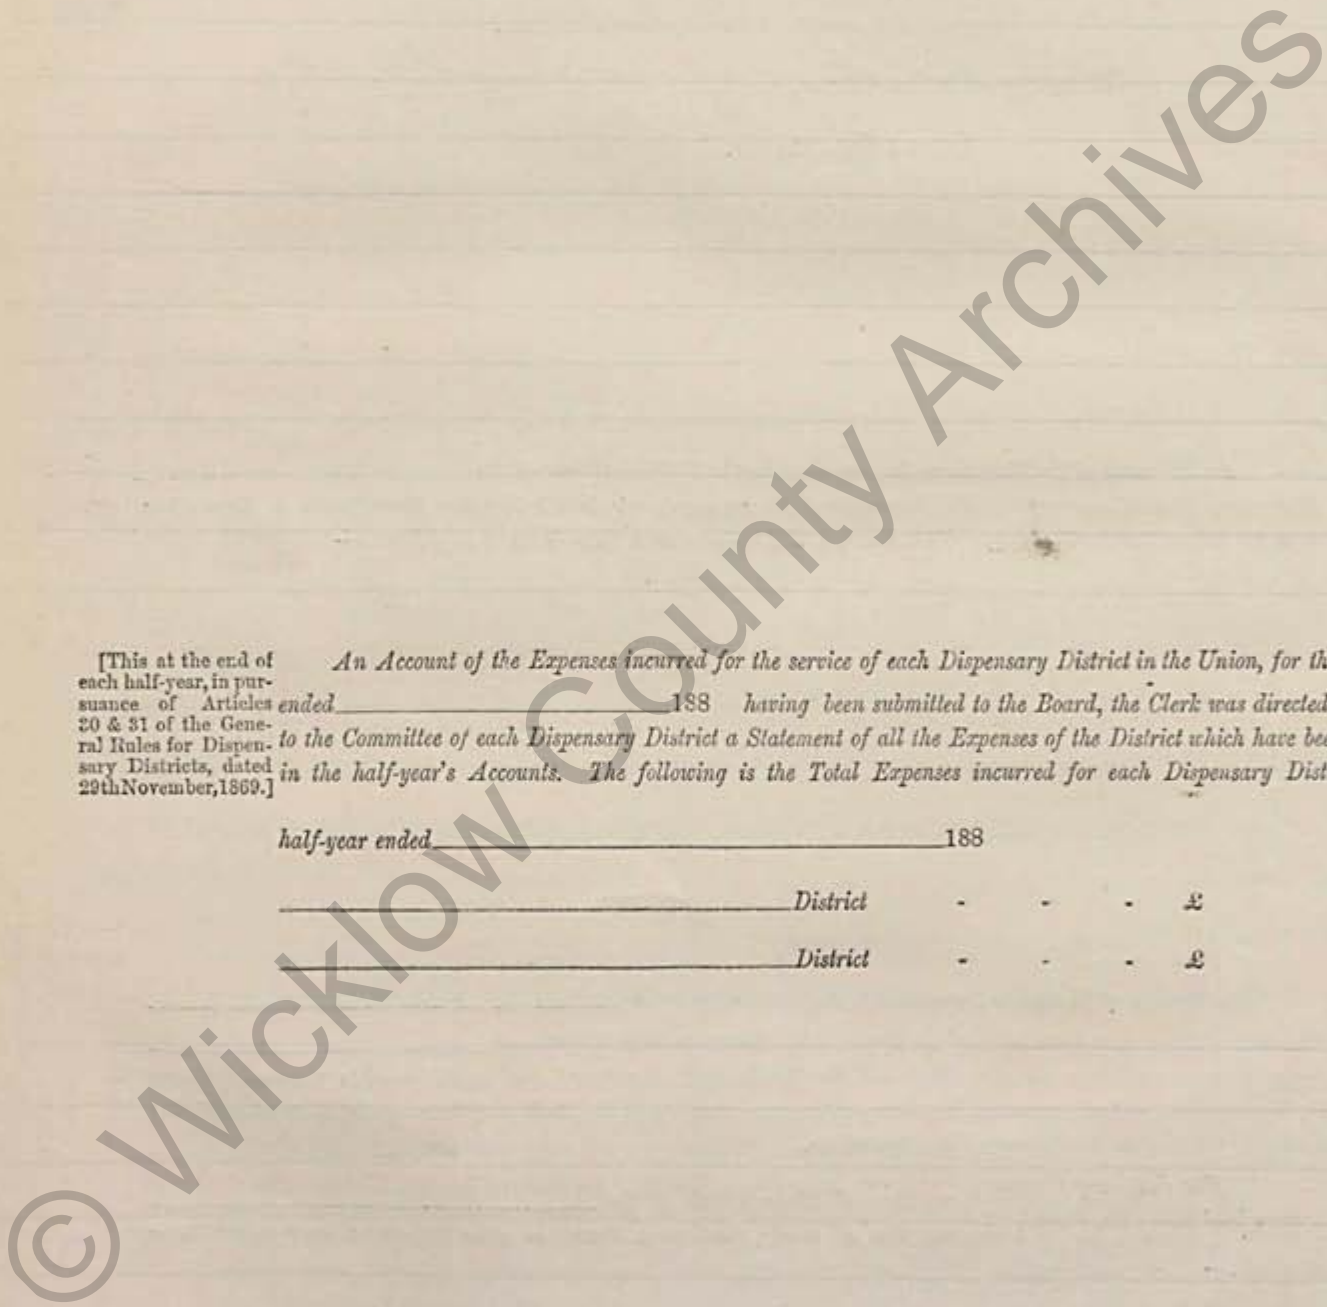 [This at the end of
each half-year, in pur-
suance of Articles
30 & 31 of the Gene-
ral Rules for Dispen-
sary Districts, dated
29thNovember,1869.]
An Account of the Expenses incurred for the service of each Dispensary District in the Union, for th
ended 188 having been submitted to the Board, the Clerk was directed
to the Committee of each Dispensary District a Statement of all the Expenses of the District which have bee
in the half-year's Accounts. The following is the Total Expenses incurred for each Dispensary Dist
half-year ended 188
District - - - £
District - - - £
© Wicklow County Archives